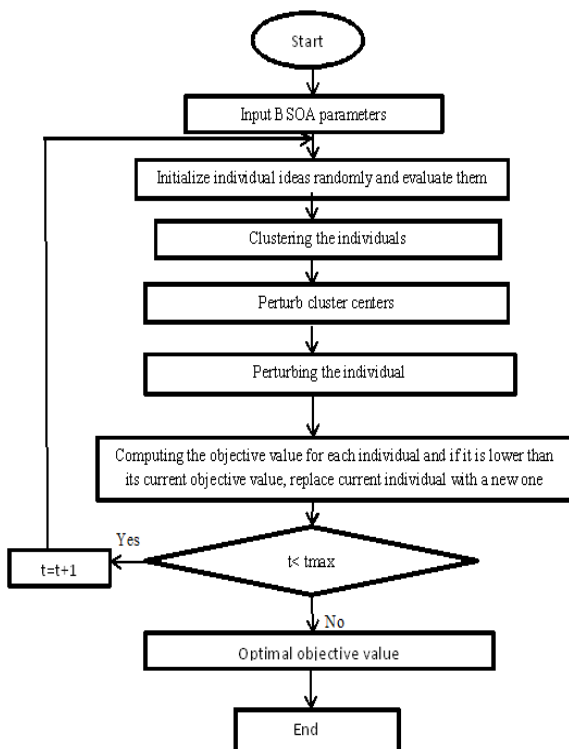 Start
Input BSOA parameters
Initialize individual ideas randomly and evaluate them
Clustering the individuals
Perturb cluster centers
Perturbing the individual
Computing the objective value for each individual and if it is lower than
its current objective value, replace current individual with a new one
Yes
t< tmax
t=t+1
No
Optimal objective value
End